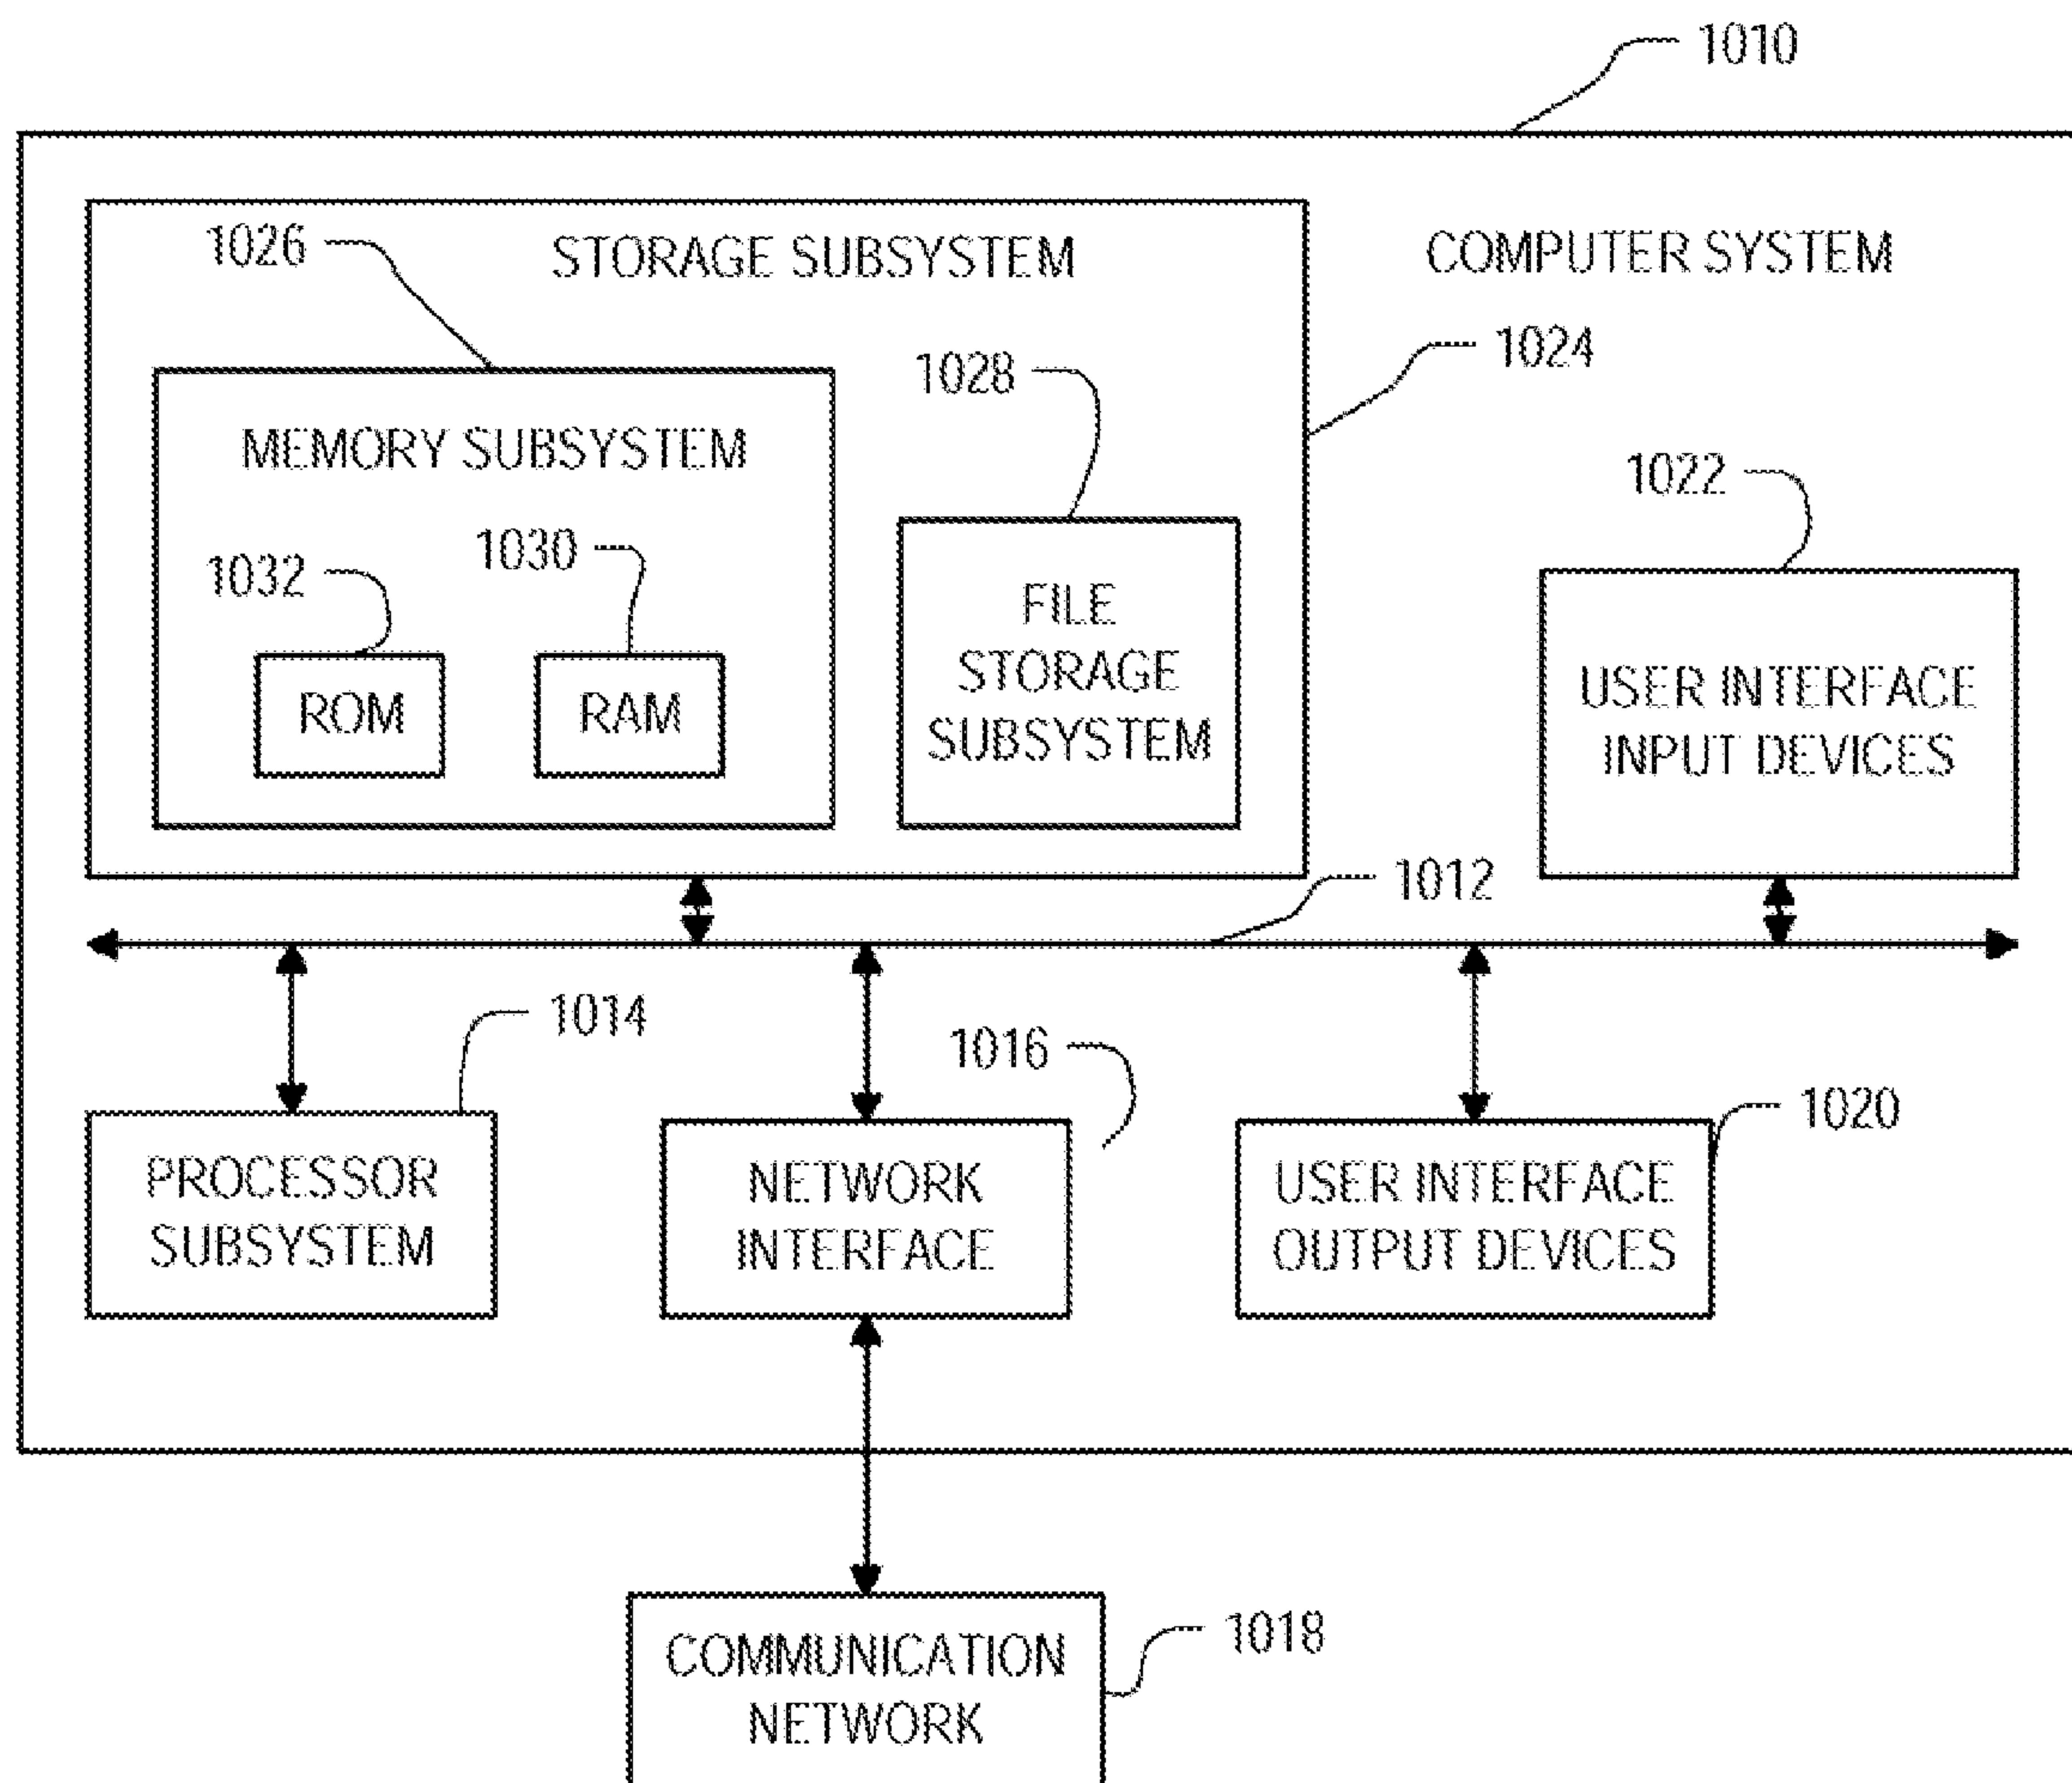 1010
1026
STORAGE SUBSYSTEM
COMPUTER SYSTEM
1024
1028
MEMORY SUBSYSTEM
1022
1032
1030
FILE
STORAGE
SUBSYSTEM
ROM
RAM
USER INTERFACE
INPUT DEVICES
1012
1014
1016
1020
PROCESSOR
SUBSYSTEM
NETWORK
INTERFACE
USER INTERFACE
OUTPUT DEVICES
1018
COMMUNICATION
NETWORK